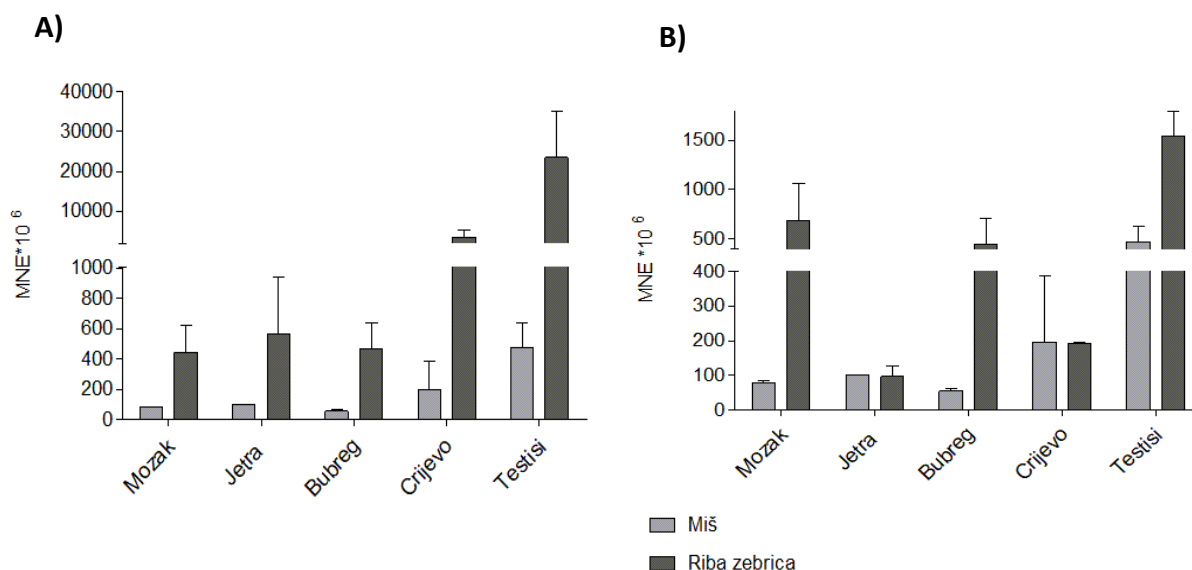 A)
B)
40000
30000
20000
10000
1000
800
600
400
200
0
MNE*10 6
Mozak
Jetra
Bubreg
Crijevo
Testisi
1500
1000
500
400
300
200
100
0
MNE *10 6
Mozak
Jetra
Bubreg
Crijevo
Testisi
Miš
Riba zebrica